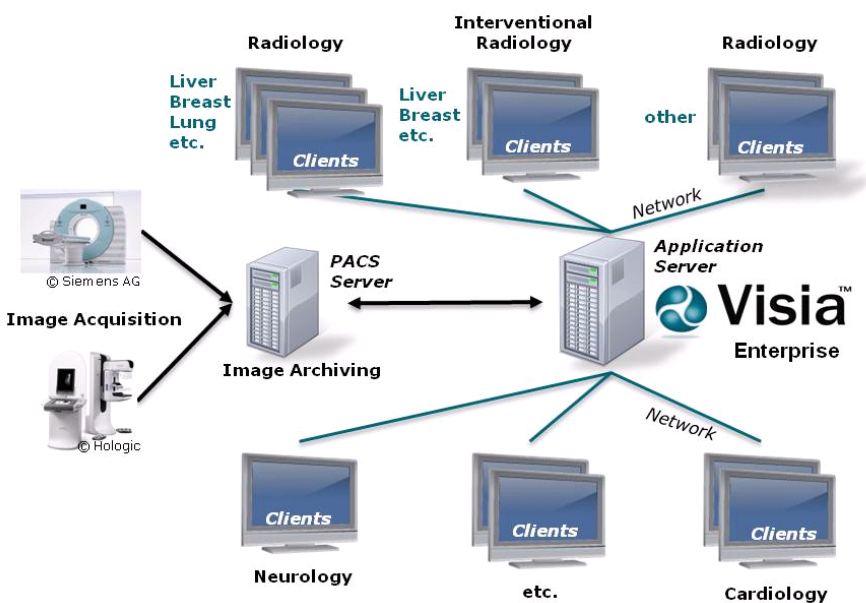 Radiology
Liver
Breast
Lung
etc.
Clients
Interventional
Radiology
Liver
Breast
etc.
Clients
Radiology
other
Clients
Network
© Siemens AG
Image Acquisition
© Hologic
PACS
Server
Image Archiving
Application
Server
Visia™
Enterprise
Network
Clients
Neurology
Clients
etc.
Clients
Cardiology